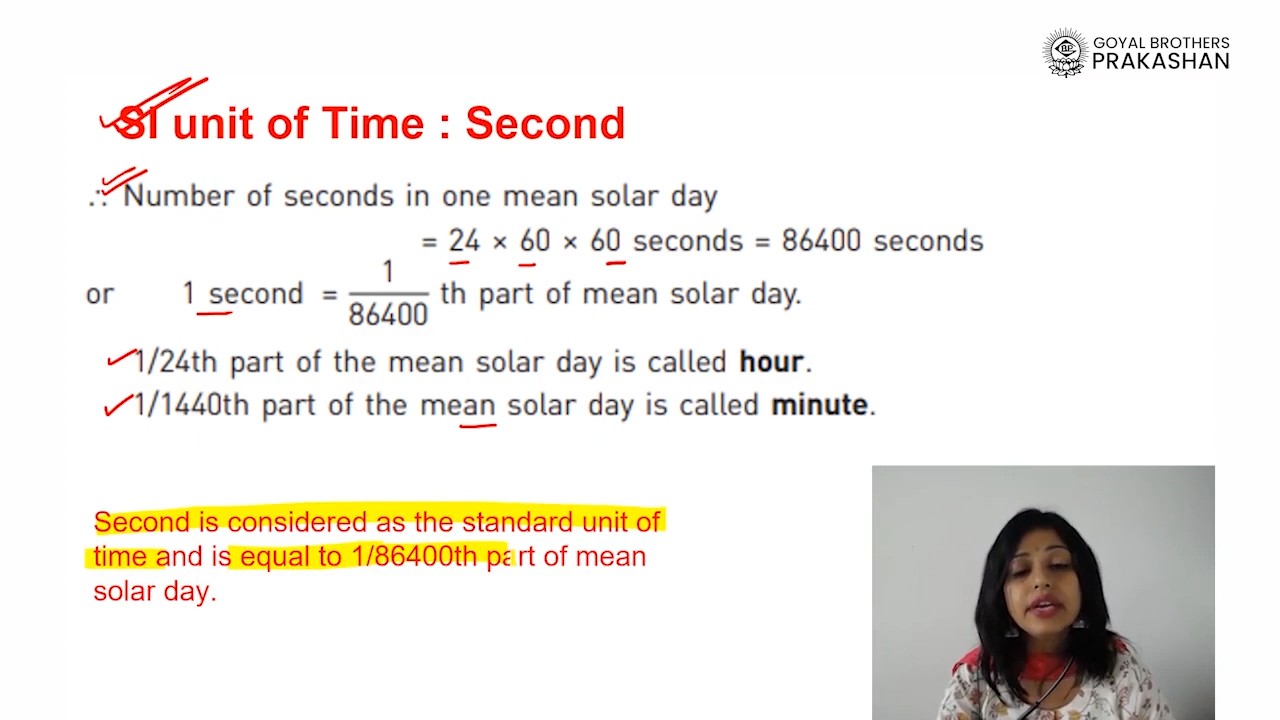 GOYAL BROTHERS
PRAKASHAN
SI unit of Time : Second
∴ Number of seconds in one mean solar day
= 24 × 60 × 60 seconds = 86400 seconds
or 1 second = 1/86400 th part of mean solar day.
1/24th part of the mean solar day is called hour.
1/1440th part of the mean solar day is called minute.
Second is considered as the standard unit of
time and is equal to 1/86400th part of mean
solar day.